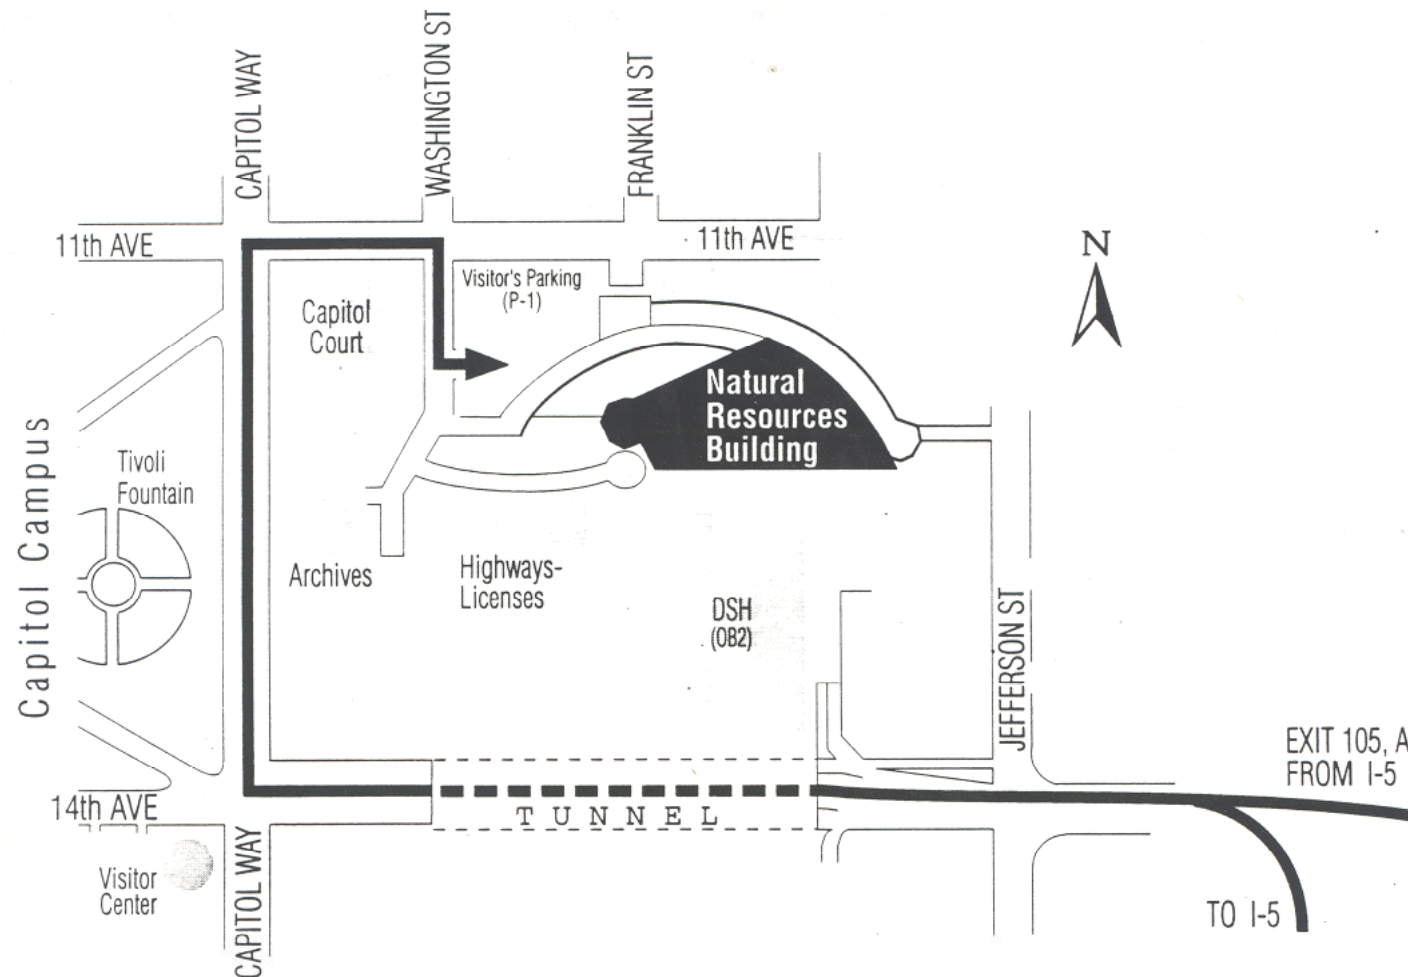 CAPITOL WAY
WASHINGTON ST
FRANKLIN ST
11th AVE
11th AVE
N
Visitor's Parking
(P-1)
Capitol
Court
Natural
Resources
Building
Capitol Campus
Tivoli
Fountain
Archives
Highways-
Licenses
DSH
(OB2)
JEFFERSON ST
EXIT 105, A
FROM I-5
14th AVE
TUNNEL
Visitor
Center
CAPITOL WAY
TO I-5